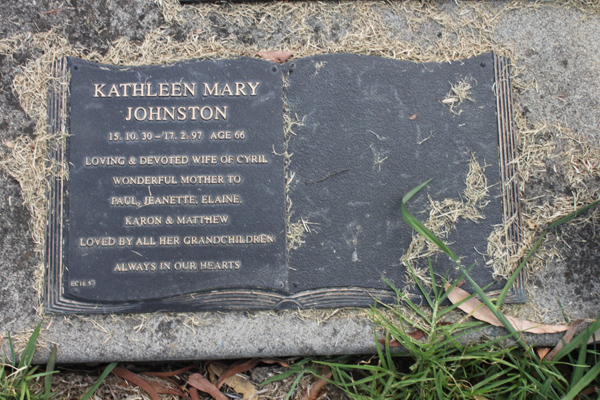 KATHLEEN MARY
JOHNSTON
15. 10. 30 – 17. 2. 97 AGE 66
LOVING & DEVOTED WIFE OF CYRIL
WONDERFUL MOTHER TO
PAUL, JEANETTE, ELAINE,
KARON & MATTHEW
LOVED BY ALL HER GRANDCHILDREN
ALWAYS IN OUR HEARTS